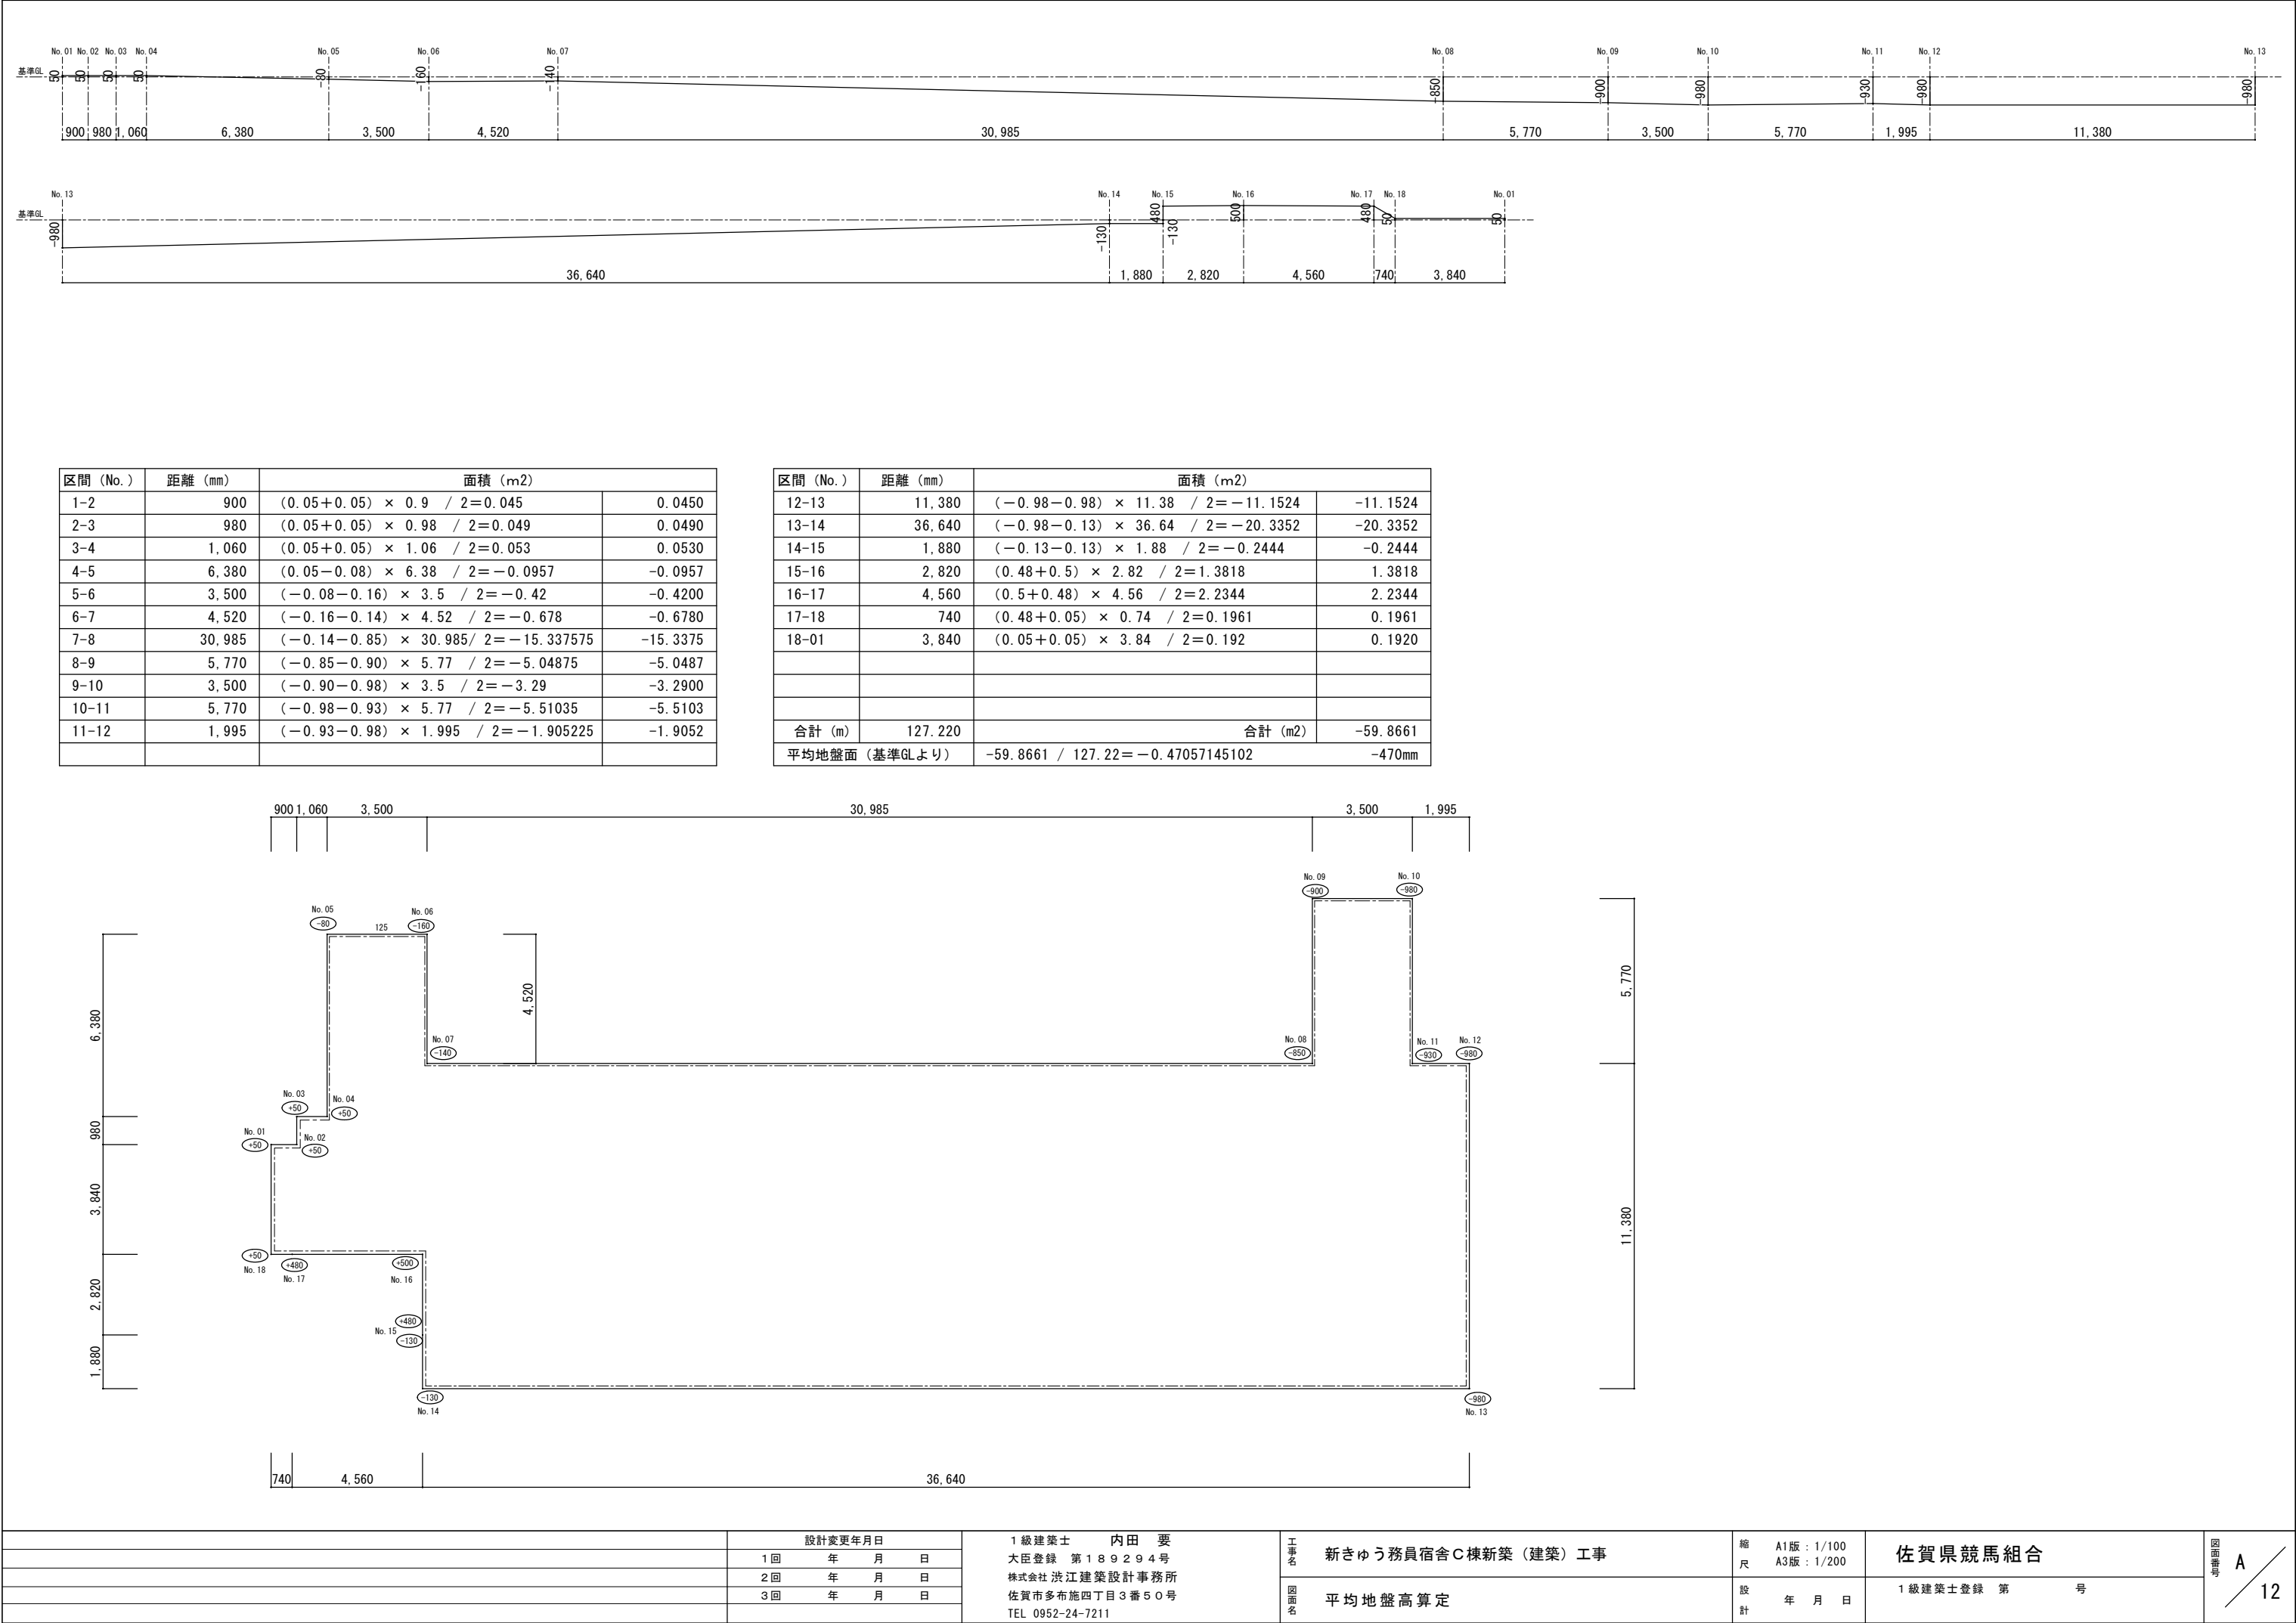 No.01 No.02 No.03 No.04 No.05 No.06 No.07 No.08 No.09 No.10 No.11 No.12 No.13
基準GL 50 50 50 50 -80 -160 -140 -850 -900 -980 -930 -980 -980
900 980 1,060 6,380 3,500 4,520 30,985 5,770 3,500 5,770 1,995 11,380
No.13 No.14 No.15 No.16 No.17 No.18 No.01
基準GL -980 -130 480 -130 500 480 50 50
36,640 1,880 2,820 4,560 740 3,840
区間（No.） 距離（mm） 面積（m2）
1-2 900 (0.05＋0.05) × 0.9 / 2＝0.045 0.0450
2-3 980 (0.05＋0.05) × 0.98 / 2＝0.049 0.0490
3-4 1,060 (0.05＋0.05) × 1.06 / 2＝0.053 0.0530
4-5 6,380 (0.05－0.08) × 6.38 / 2＝－0.0957 -0.0957
5-6 3,500 (－0.08－0.16) × 3.5 / 2＝－0.42 -0.4200
6-7 4,520 (－0.16－0.14) × 4.52 / 2＝－0.678 -0.6780
7-8 30,985 (－0.14－0.85) × 30.985/ 2＝－15.337575 -15.3375
8-9 5,770 (－0.85－0.90) × 5.77 / 2＝－5.04875 -5.0487
9-10 3,500 (－0.90－0.98) × 3.5 / 2＝－3.29 -3.2900
10-11 5,770 (－0.98－0.93) × 5.77 / 2＝－5.51035 -5.5103
11-12 1,995 (－0.93－0.98) × 1.995 / 2＝－1.905225 -1.9052
区間（No.） 距離（mm） 面積（m2）
12-13 11,380 (－0.98－0.98) × 11.38 / 2＝－11.1524 -11.1524
13-14 36,640 (－0.98－0.13) × 36.64 / 2＝－20.3352 -20.3352
14-15 1,880 (－0.13－0.13) × 1.88 / 2＝－0.2444 -0.2444
15-16 2,820 (0.48＋0.5) × 2.82 / 2＝1.3818 1.3818
16-17 4,560 (0.5＋0.48) × 4.56 / 2＝2.2344 2.2344
17-18 740 (0.48＋0.05) × 0.74 / 2＝0.1961 0.1961
18-01 3,840 (0.05＋0.05) × 3.84 / 2＝0.192 0.1920
合計（m） 127.220 合計（m2） -59.8661
平均地盤面（基準GLより） -59.8661 / 127.22＝－0.47057145102 -470mm
900 1,060 3,500 30,985 3,500 1,995
No.09 No.10
-900 -980
No.05 No.06
-80 125 -160
4,520
5,770
6,380
No.07 No.08 No.11 No.12
-140 -850 -930 -980
No.03 No.04
+50 +50
980
No.01 No.02
+50 +50
3,840
11,380
+50 +480 +500
No.18 No.17 No.16
2,820
+480
No.15
-130
1,880
-130 -980
No.14 No.13
740 4,560 36,640
設計変更年月日
1回 年 月 日
2回 年 月 日
3回 年 月 日
１級建築士 内田 要
大臣登録 第１８９２９４号
株式会社 渋江建築設計事務所
佐賀市多布施四丁目３番５０号
TEL 0952-24-7211
工事名 新きゅう務員宿舎Ｃ棟新築（建築）工事
図面名 平均地盤高算定
縮尺 A1版：1/100
A3版：1/200
設計 年 月 日
佐賀県競馬組合
１級建築士登録 第 号
図面番号 A
12